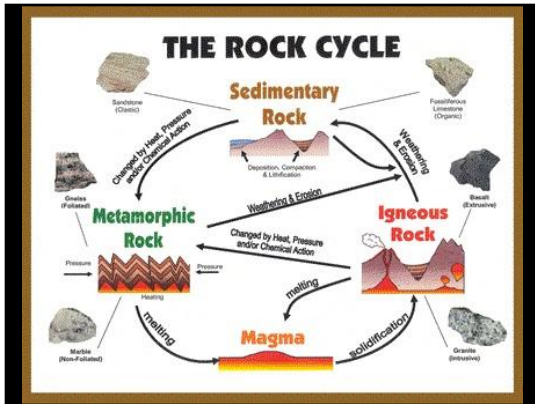 THE ROCK CYCLE
Sandstone
(Clastic)
Sedimentary
Rock
Fossiliferous
Limestone
(Organic)
Changed by Heat, Pressure
and/or Chemical Action
Deposition, Compaction
& Lithification
Weathering
& Erosion
Gneiss
(Foliated)
Metamorphic
Rock
Weathering & Erosion
Igneous
Rock
Basalt
(Extrusive)
Changed by Heat, Pressure
and/or Chemical Action
Pressure
Pressure
Heating
melting
melting
Magma
solidification
Marble
(Non-Foliated)
Granite
(Intrusive)